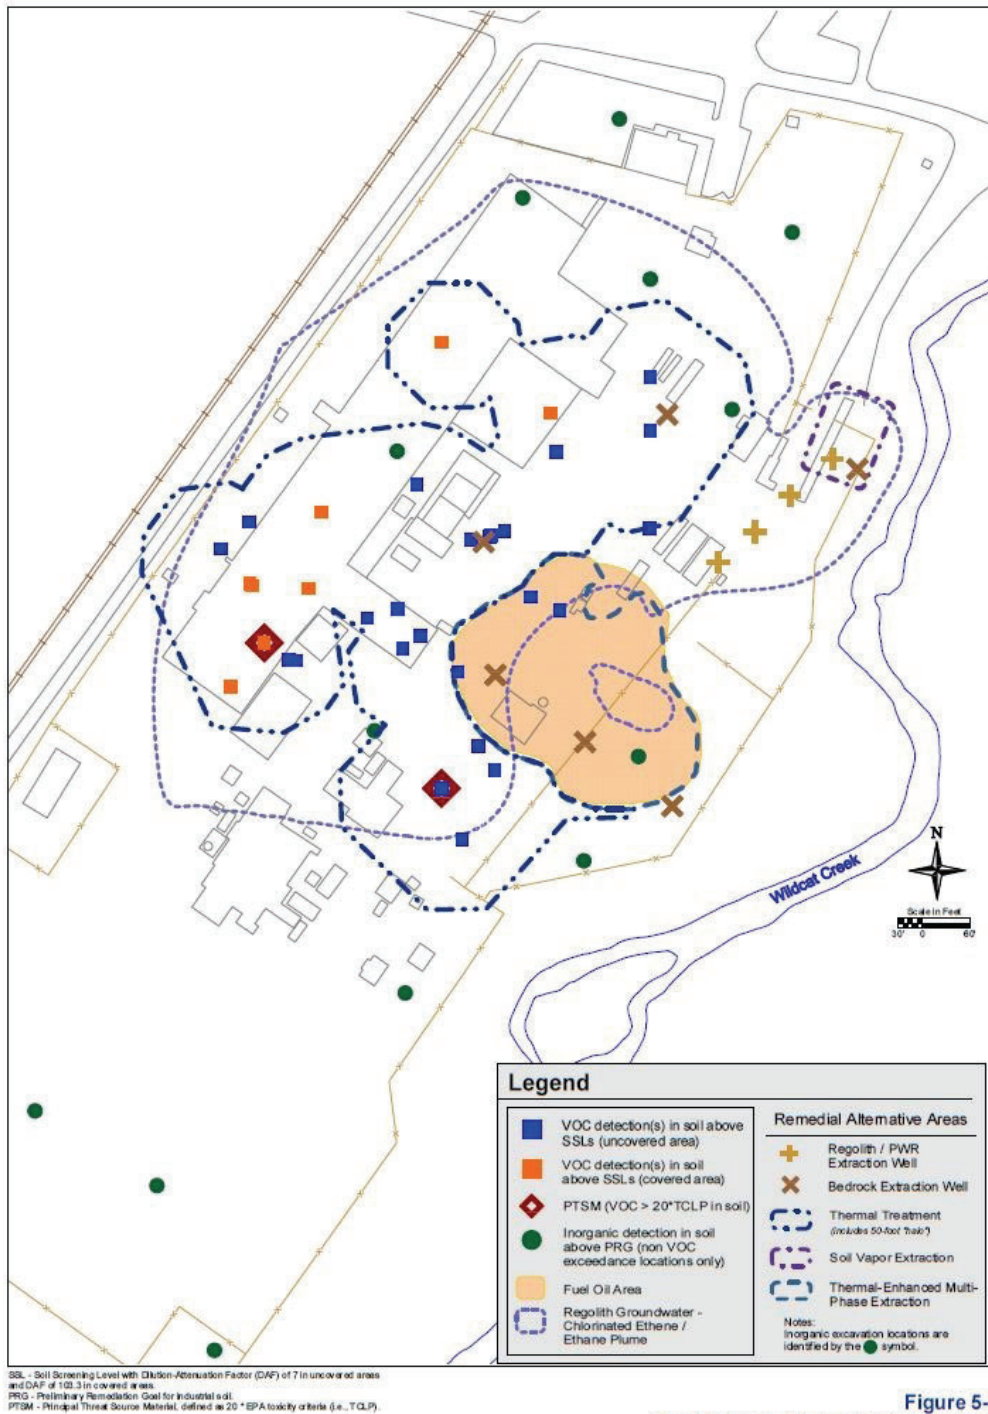 Wildcat Creek
N
Scale In Feet
30' 0 60'
Legend
VOC detection(s) in soil above
SSLs (uncovered area)
VOC detection(s) in soil
above SSLs (covered area)
PTSM (VOC > 20*TCLP in soil)
Inorganic detection in soil
above PRG (non VOC
exceedance locations only)
Fuel Oil Area
Regolith Groundwater -
Chlorinated Ethene /
Ethane Plume
Remedial Alternative Areas
Regolith / PWR
Extraction Well
Bedrock Extraction Well
Thermal Treatment
(includes 50-foot "halo")
Soil Vapor Extraction
Thermal-Enhanced Multi-
Phase Extraction
Notes:
Inorganic excavation locations are
identified by the symbol.
SSL - Soil Screening Level with Dilution-Attenuation Factor (DAF) of 7 in uncovered areas
and DAF of 103.3 in covered areas.
PRG - Preliminary Remediation Goal for industrial soil.
PTSM - Principal Threat Source Material, defined as 20 * EPA toxicity criteria (i.e., TCLP).
Figure 5-